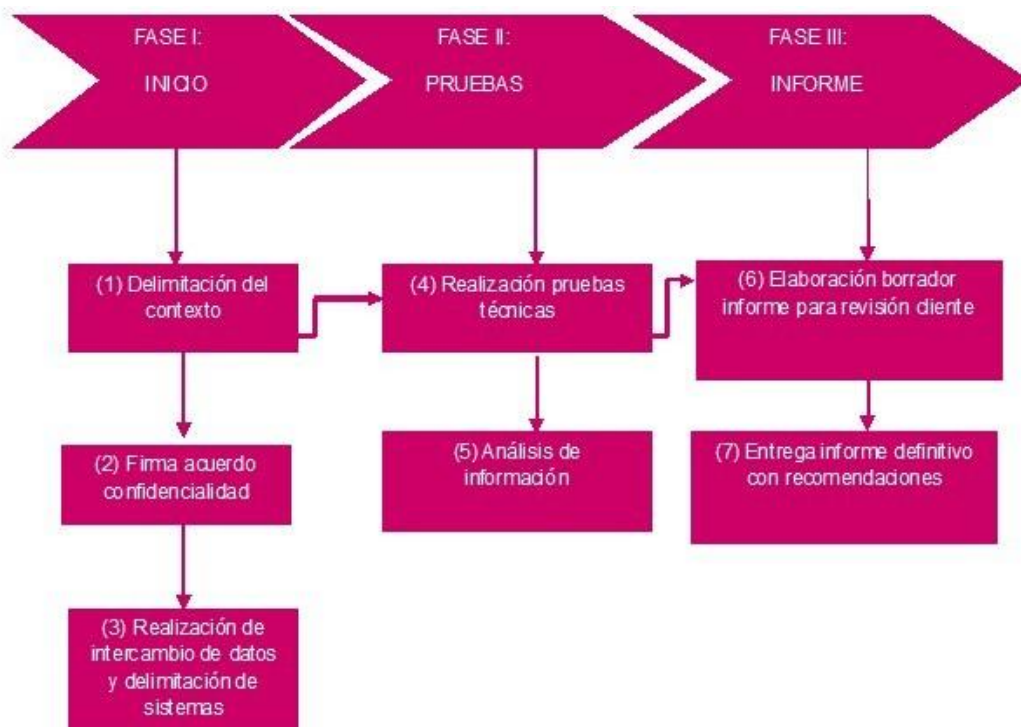 FASE I:
INICIO
FASE II:
PRUEBAS
FASE III:
INFORME
(1) Delimitación del
contexto
(2) Firma acuerdo
confidencialidad
(3) Realización de
intercambio de datos
y delimitación de
sistemas
(4) Realización pruebas
técnicas
(5) Análisis de
información
(6) Elaboración borrador
informe para revisión cliente
(7) Entrega informe definitivo
con recomendaciones